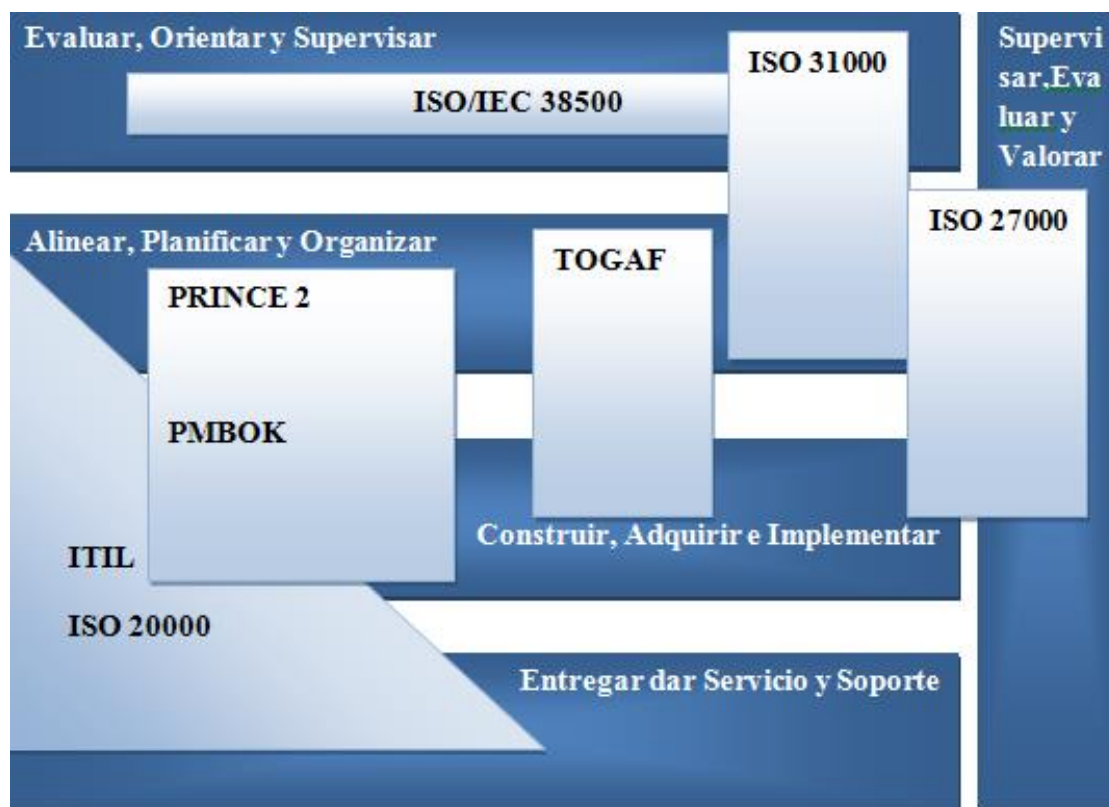 Evaluar, Orientar y Supervisar
ISO/IEC 38500
ISO 31000
Supervi
sar,Eva
luar y
Valorar
ISO 27000
Alinear, Planificar y Organizar
TOGAF
PRINCE 2
PMBOK
Construir, Adquirir e Implementar
ITIL
ISO 20000
Entregar dar Servicio y Soporte